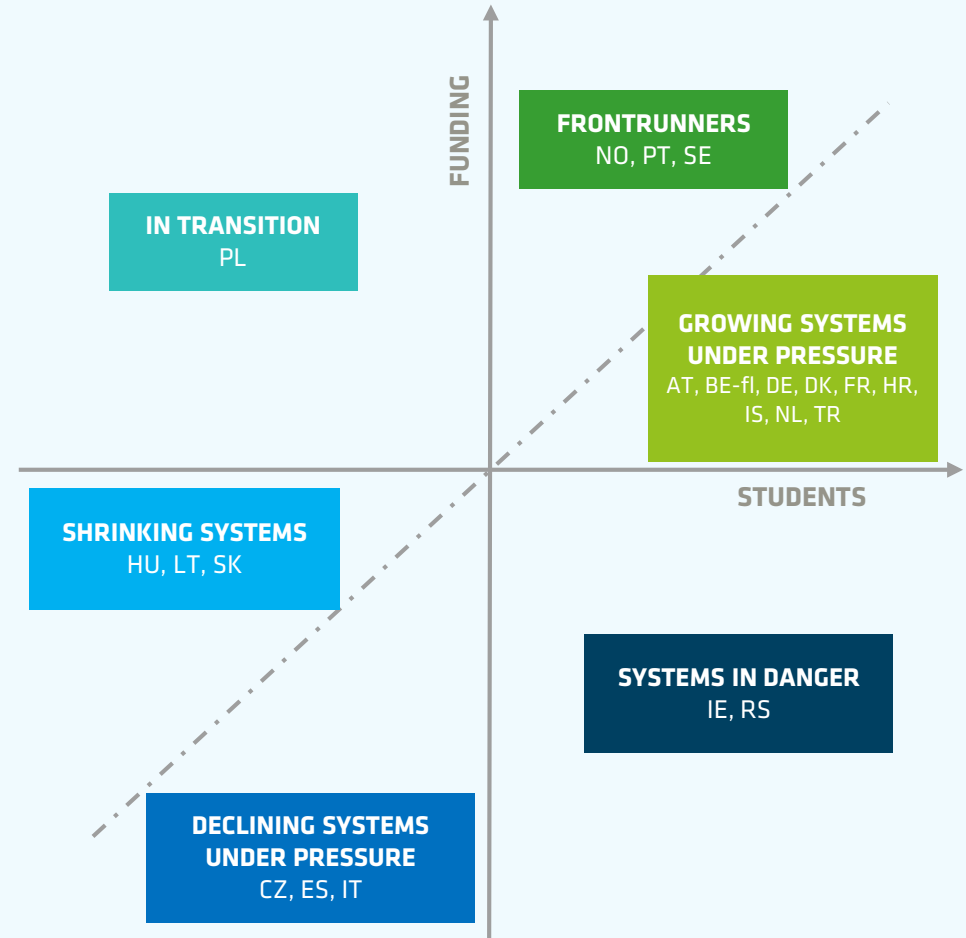 FUNDING
FRONTRUNNERS
NO, PT, SE
IN TRANSITION
PL
GROWING SYSTEMS
UNDER PRESSURE
AT, BE-fl, DE, DK, FR, HR,
IS, NL, TR
STUDENTS
SHRINKING SYSTEMS
HU, LT, SK
SYSTEMS IN DANGER
IE, RS
DECLINING SYSTEMS
UNDER PRESSURE
CZ, ES, IT